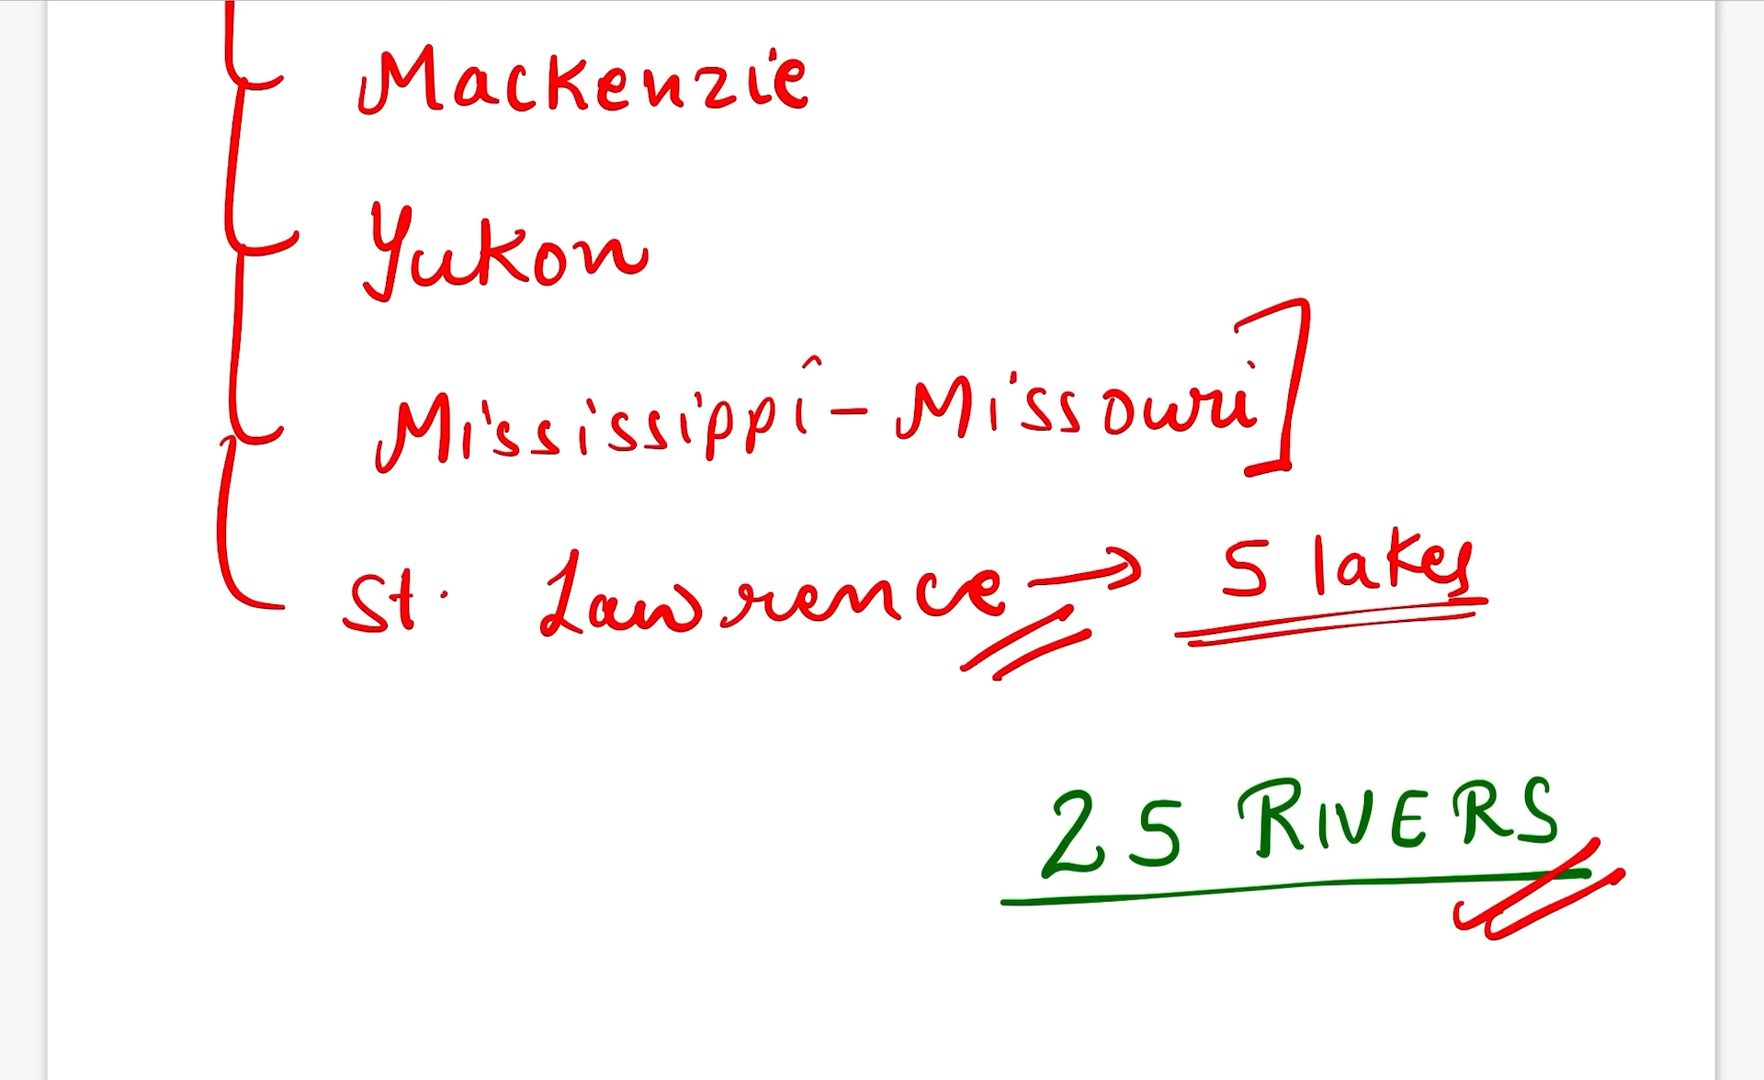 Mackenzie
Yukon
Mississippi - Missouri]
St. Lawrence → 5 lakes
25 RIVERS